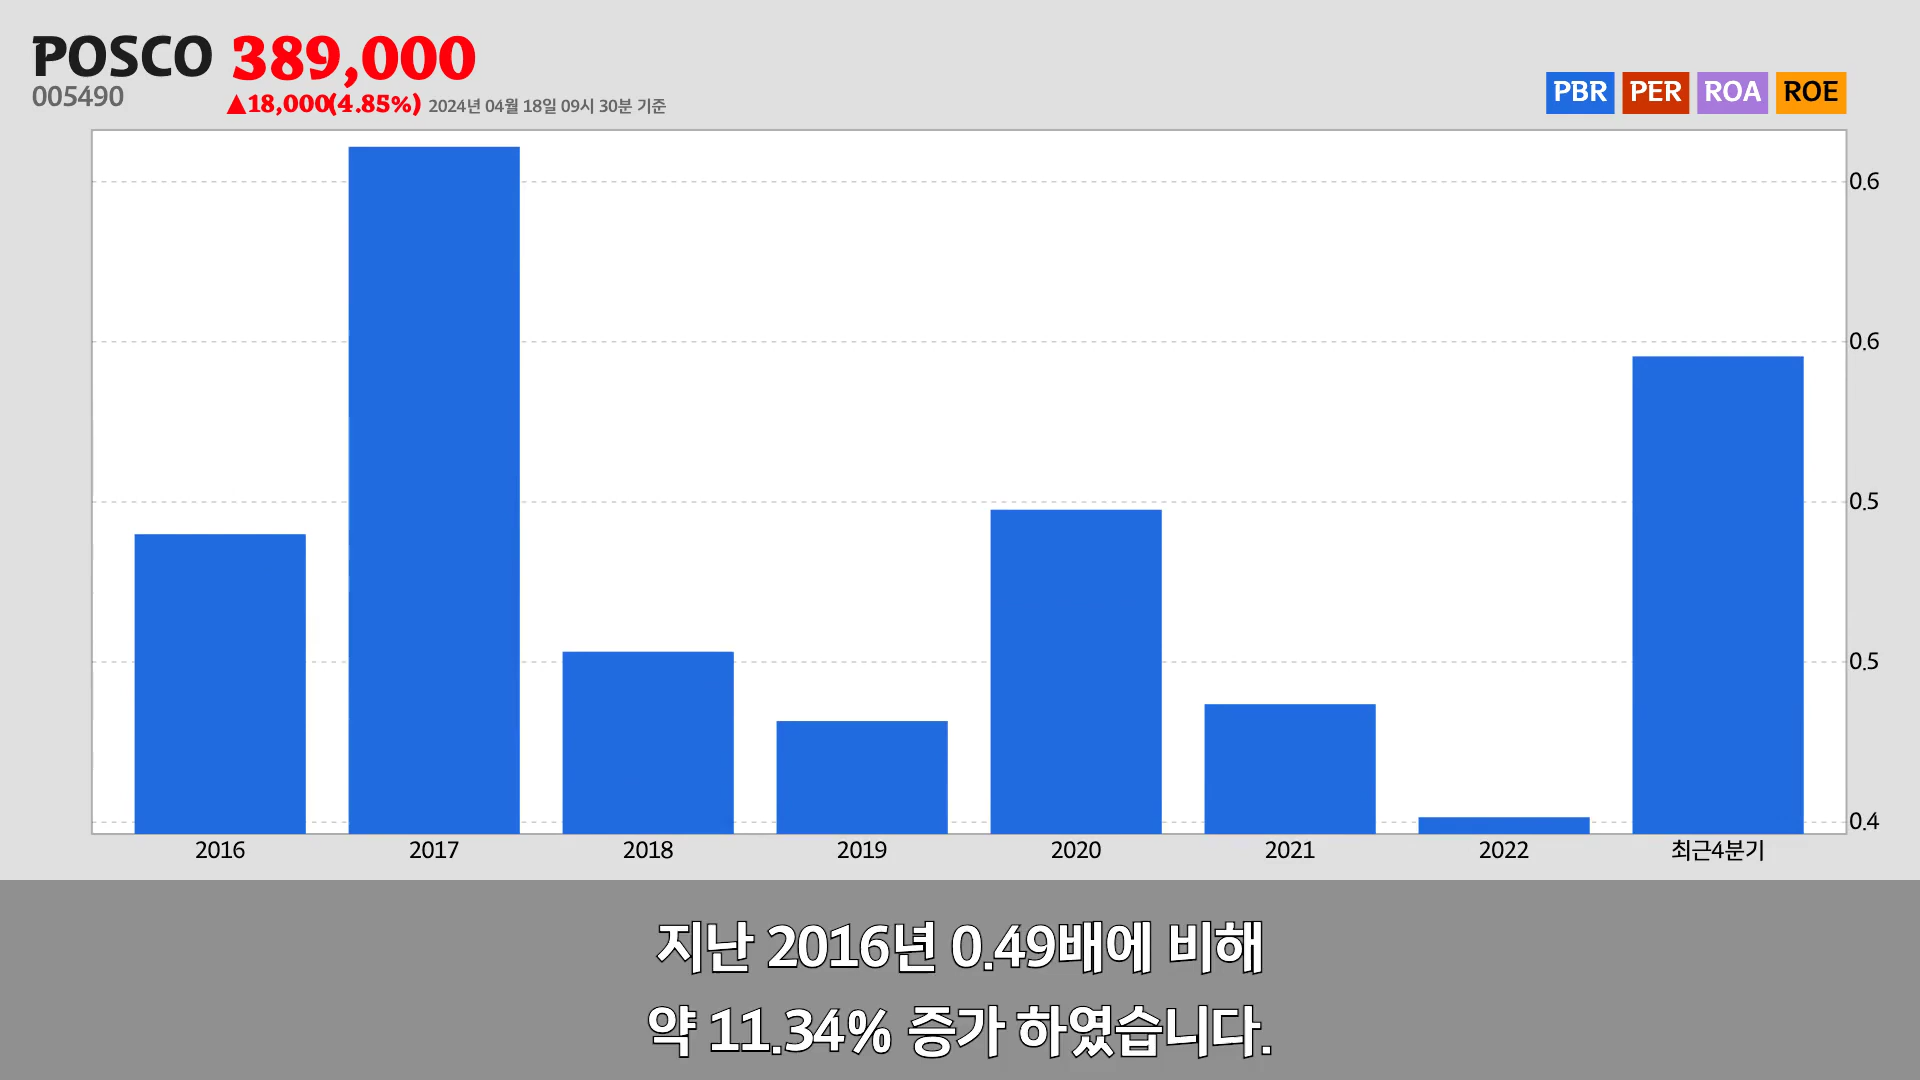 POSCO 389,000
005490 ▲18,000(4.85%) 2024년 04월 18일 09시 30분 기준
PBR PER ROA ROE
0.6
0.6
0.5
0.5
0.4
2016 2017 2018 2019 2020 2021 2022 최근4분기
지난 2016년 0.49배에 비해
약 11.34% 증가 하였습니다.